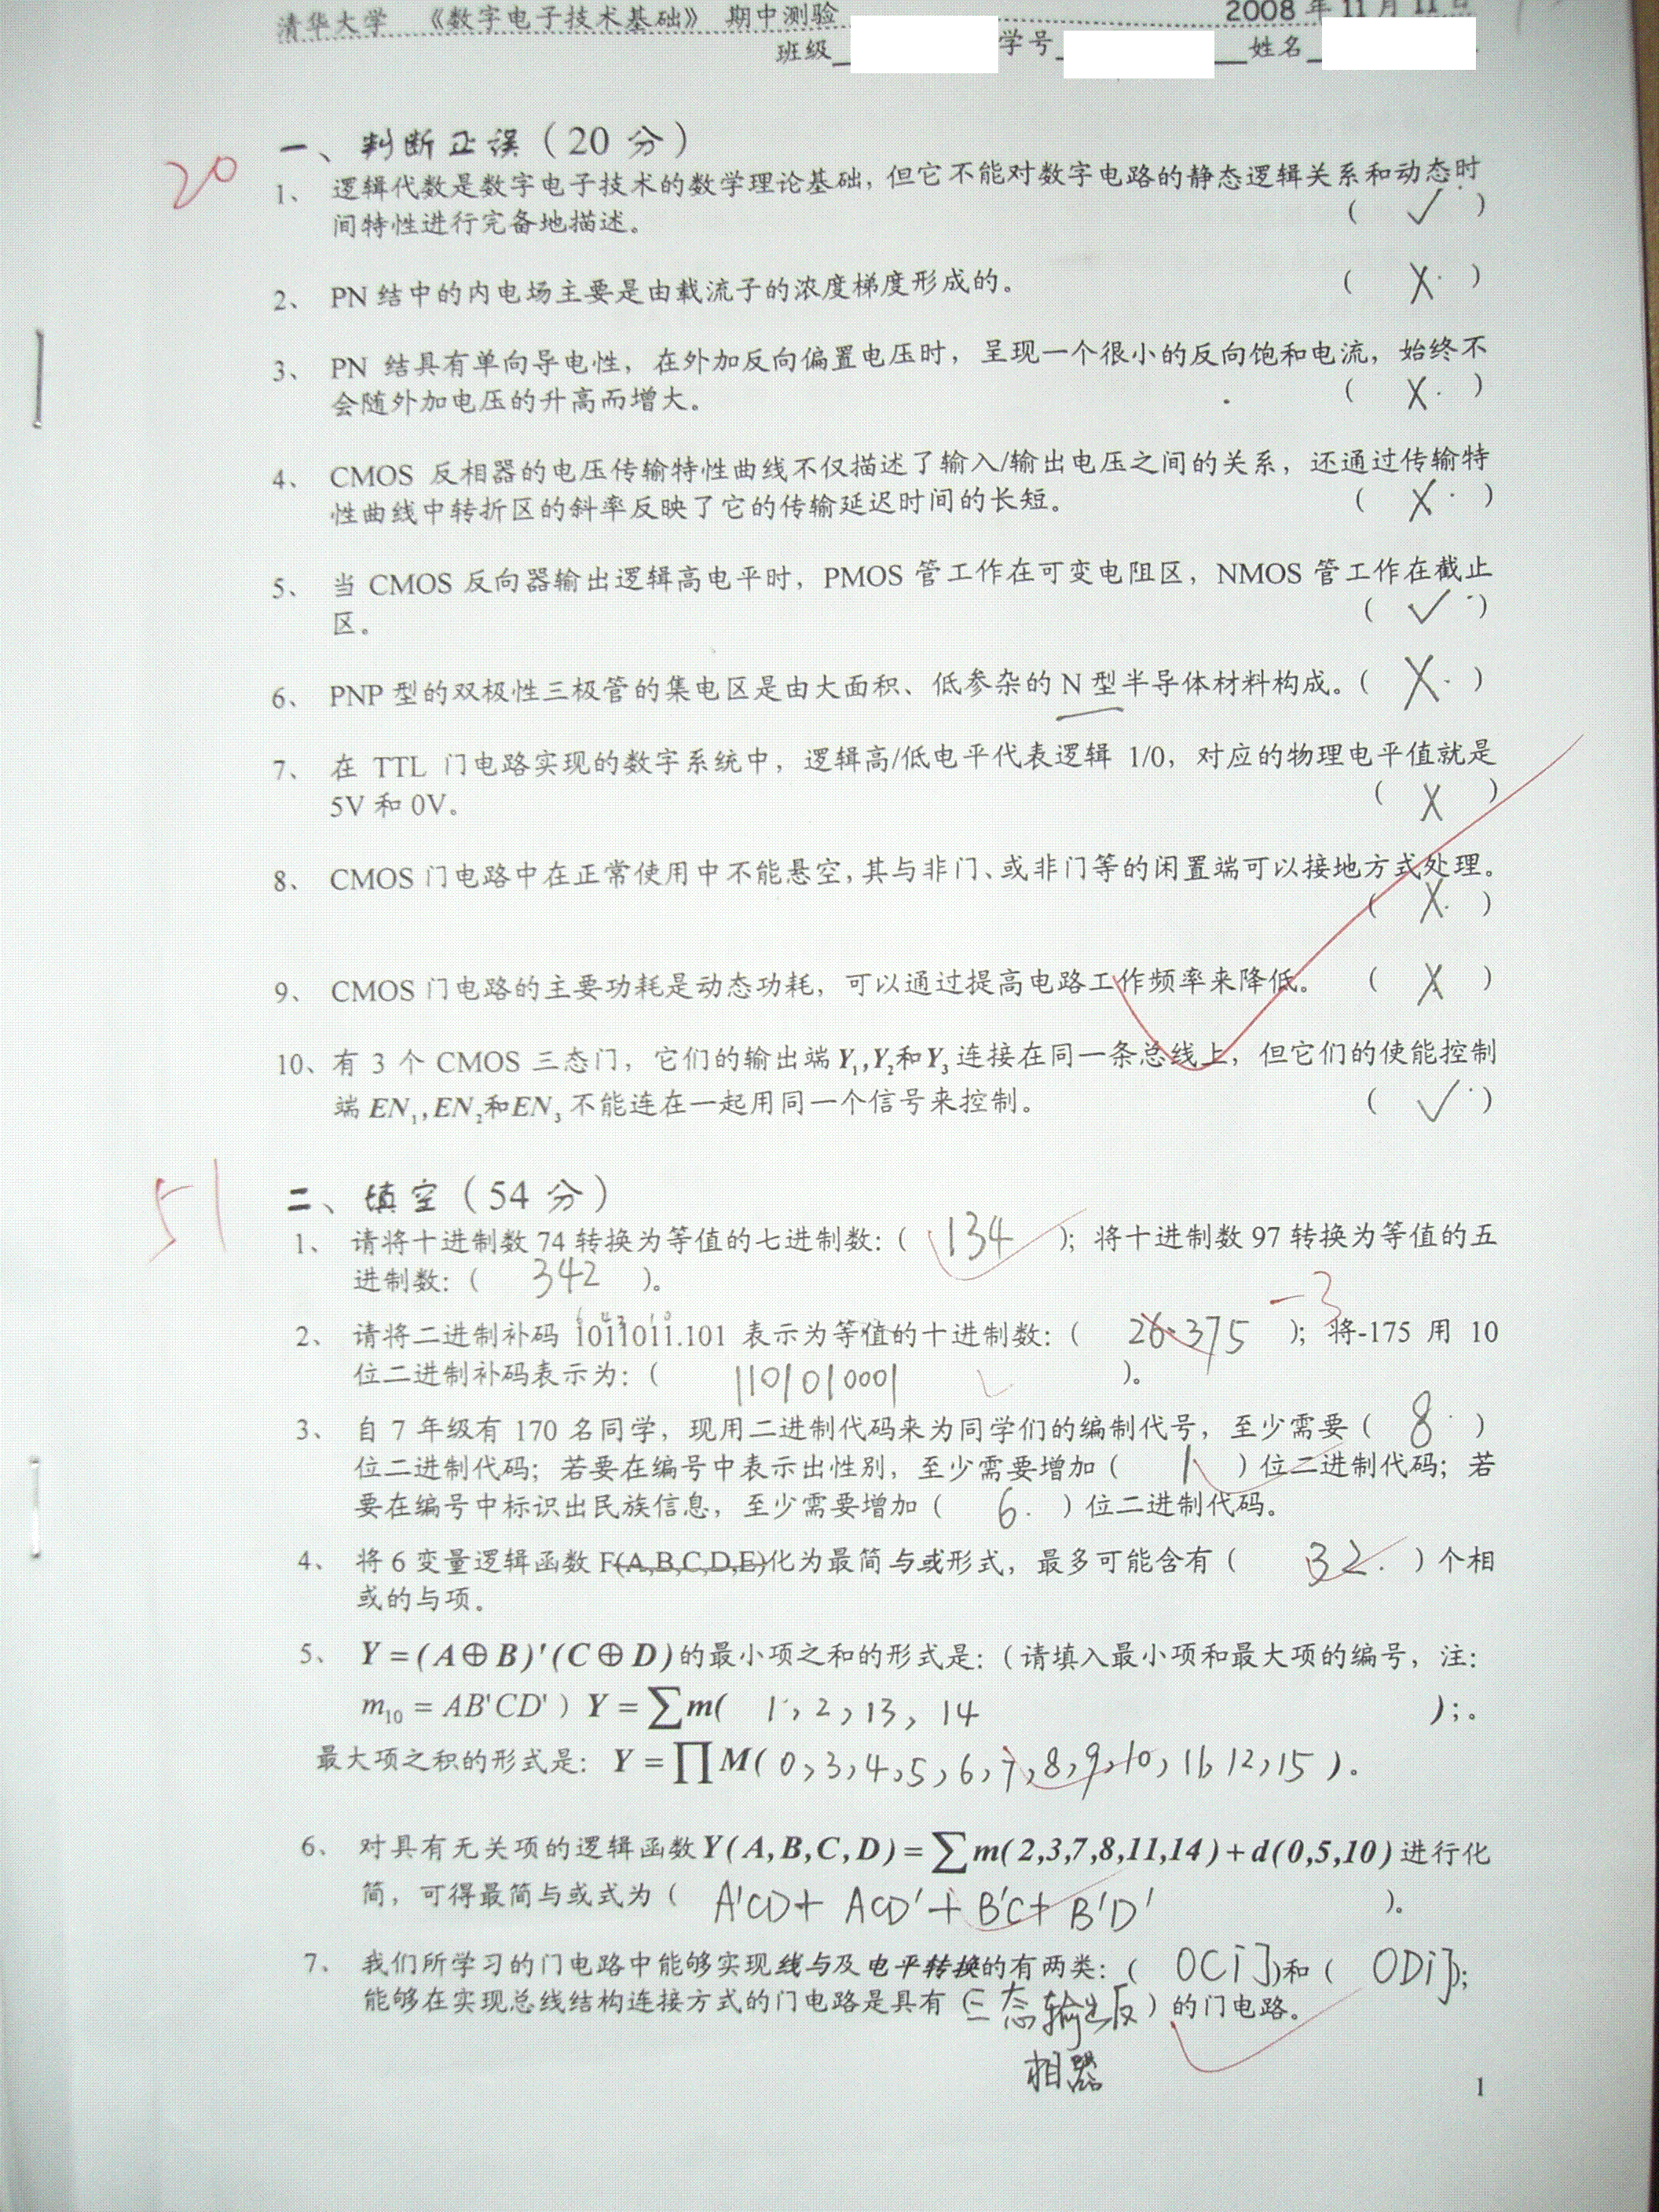 清华大学 《数字电子技术基础》 期中测验 2008 年 11 月 11 日
班级 学号 姓名
20
一、判断正误（20 分）
1、 逻辑代数是数字电子技术的数学理论基础，但它不能对数字电路的静态逻辑关系和动态时
间特性进行完备地描述。 （ ✓ ）
2、 PN 结中的内电场主要是由载流子的浓度梯度形成的。 （ X ）
3、 PN 结具有单向导电性，在外加反向偏置电压时，呈现一个很小的反向饱和电流，始终不
会随外加电压的升高而增大。 （ X ）
4、 CMOS 反相器的电压传输特性曲线不仅描述了输入/输出电压之间的关系，还通过传输特
性曲线中转折区的斜率反映了它的传输延迟时间的长短。 （ X ）
5、 当 CMOS 反向器输出逻辑高电平时，PMOS 管工作在可变电阻区，NMOS 管工作在截止
区。 （ ✓ ）
6、 PNP 型的双极性三极管的集电区是由大面积、低参杂的 N 型半导体材料构成。（ X ）
7、 在 TTL 门电路实现的数字系统中，逻辑高/低电平代表逻辑 1/0，对应的物理电平值就是
5V 和 0V。 （ X ）
8、 CMOS 门电路中在正常使用中不能悬空，其与非门、或非门等的闲置端可以接地方式处理。
（ X ）
9、 CMOS 门电路的主要功耗是动态功耗，可以通过提高电路工作频率来降低。 （ X ）
10、有 3 个 CMOS 三态门，它们的输出端Y₁,Y₂和Y₃连接在同一条总线上，但它们的使能控制
端 EN₁,EN₂和EN₃ 不能连在一起用同一个信号来控制。 （ ✓ ）
51
二、填空（54 分）
1、 请将十进制数 74 转换为等值的七进制数：（ 134 ）；将十进制数 97 转换为等值的五
进制数：（ 342 ）。
-3
2、 请将二进制补码 1011011.101 表示为等值的十进制数：（ 26.375 ）；将-175 用 10
位二进制补码表示为：（ 1101010001 ）。
3、 自 7 年级有 170 名同学，现用二进制代码来为同学们的编制代号，至少需要（ 8 ）
位二进制代码；若要在编号中表示出性别，至少需要增加（ 1 ）位二进制代码；若
要在编号中标识出民族信息，至少需要增加（ 6 ）位二进制代码。
4、 将 6 变量逻辑函数 F(A,B,C,D,E)化为最简与或形式，最多可能含有（ 32 ）个相
或的与项。
5、 Y = (A⊕B)'(C⊕D)的最小项之和的形式是：（请填入最小项和最大项的编号，注：
m₁₀ = AB'CD' ）Y = ∑m( 1, 2, 13, 14 );。
最大项之积的形式是： Y = ∏M( 0,3,4,5,6,7,8,9,10,11,12,15 )。
6、 对具有无关项的逻辑函数Y(A,B,C,D) = ∑m(2,3,7,8,11,14)+d(0,5,10)进行化
简，可得最简与或式为（ A'CD+ ACD' + B'C+ B'D' ）。
7、 我们所学习的门电路中能够实现线与及电平转换的有两类：（ OC门 )和（ OD门）；
能够在实现总线结构连接方式的门电路是具有（三态输出反）的门电路。
相器
1